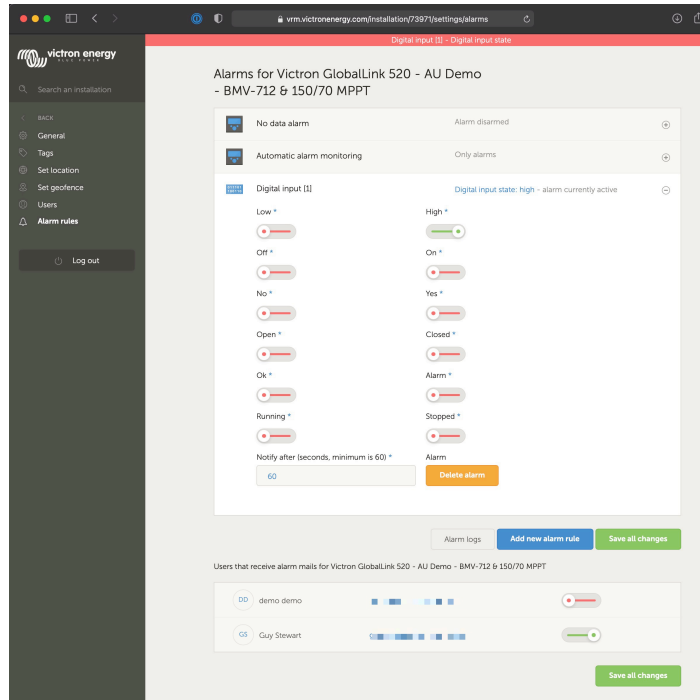 vrm.victronenergy.com/installation/73971/settings/alarms
Digital input [1] - Digital input state
victron energy
BLUE POWER
Search an installation
BACK
General
Tags
Set location
Set geofence
Users
Alarm rules
Log out
Alarms for Victron GlobalLink 520 - AU Demo
- BMV-712 & 150/70 MPPT
No data alarm Alarm disarmed
Automatic alarm monitoring Only alarms
Digital input [1] Digital input state: high - alarm currently active
Low * High *
Off * On *
No * Yes *
Open * Closed *
Ok * Alarm *
Running * Stopped *
Notify after (seconds, minimum is 60) * Alarm
60 Delete alarm
Alarm logs Add new alarm rule Save all changes
Users that receive alarm mails for Victron GlobalLink 520 - AU Demo - BMV-712 & 150/70 MPPT
DD demo demo
GS Guy Stewart
Save all changes